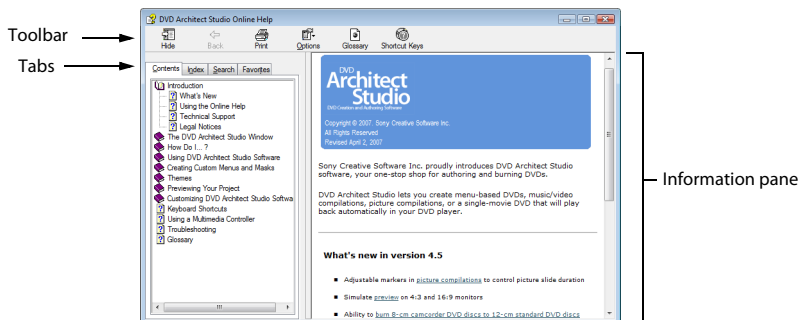 DVD Architect Studio Online Help
Toolbar
Hide Back Print Options Glossary Shortcut Keys
Tabs
Contents Index Search Favorites
Introduction
What's New
Using the Online Help
Technical Support
Legal Notices
The DVD Architect Studio Window
How Do I... ?
Using DVD Architect Studio Software
Creating Custom Menus and Masks
Themes
Previewing Your Project
Customizing DVD Architect Studio Softwa
Keyboard Shortcuts
Using a Multimedia Controller
Troubleshooting
Glossary
DVD
Architect
Studio
DVD Creation and Authoring Software
Copyright © 2007. Sony Creative Software Inc.
All Rights Reserved
Revised April 2, 2007
Sony Creative Software Inc. proudly introduces DVD Architect Studio
software, your one-stop shop for authoring and burning DVDs.
DVD Architect Studio lets you create menu-based DVDs, music/video
compilations, picture compilations, or a single-movie DVD that will play
back automatically in your DVD player.
What's new in version 4.5
Adjustable markers in picture compilations to control picture slide duration
Simulate preview on 4:3 and 16:9 monitors
Ability to burn 8-cm camcorder DVD discs to 12-cm standard DVD discs
Information pane